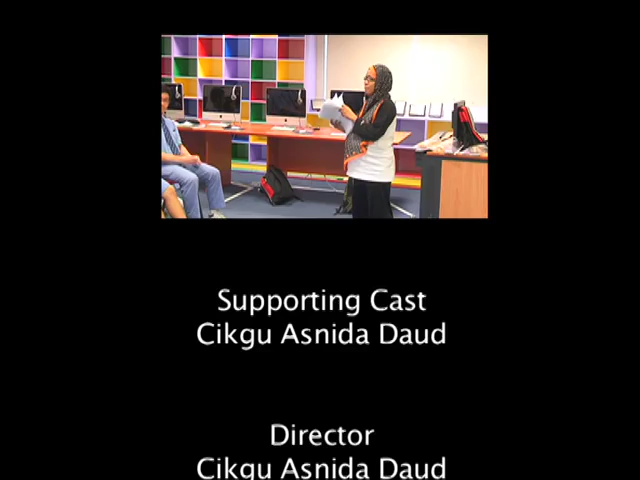 Supporting Cast
Cikgu Asnida Daud
Director
Cikgu Asnida Daud